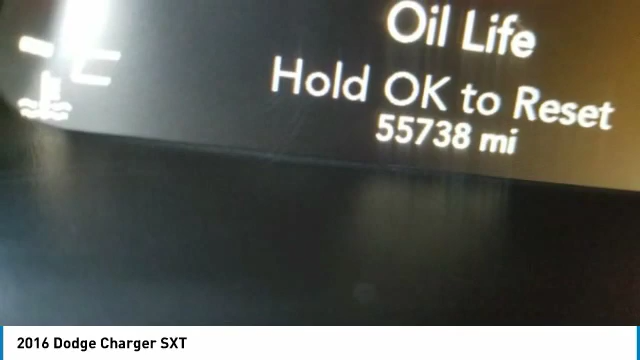 Oil Life
Hold OK to Reset
55738 mi
2016 Dodge Charger SXT